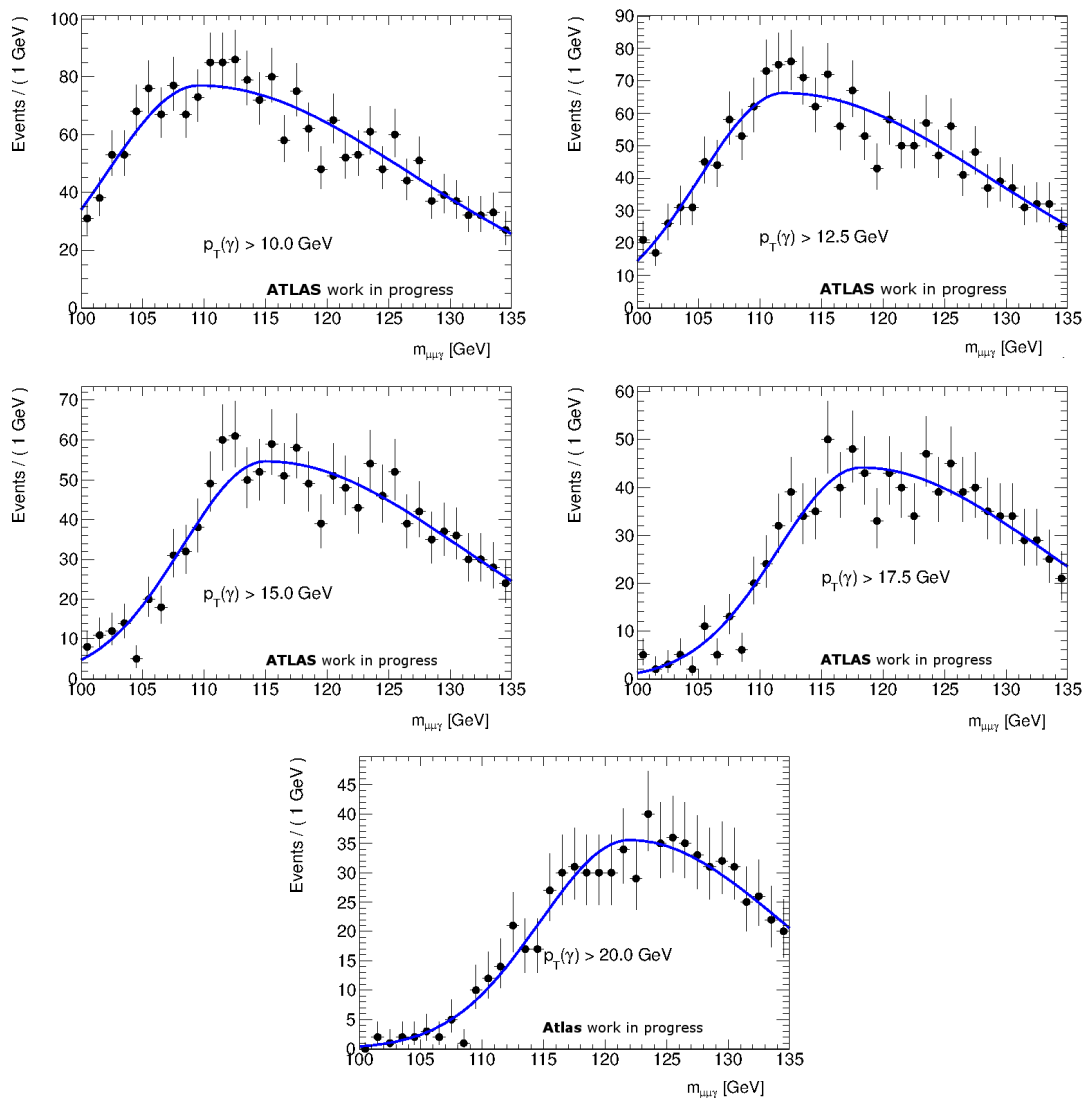 Events / ( 1 GeV )
100
80
60
40
20
0
p_T(γ) > 10.0 GeV
ATLAS work in progress
100 105 110 115 120 125 130 135
m_μμγ [GeV]
Events / ( 1 GeV )
90
80
70
60
50
40
30
20
10
0
p_T(γ) > 12.5 GeV
ATLAS work in progress
100 105 110 115 120 125 130 135
m_μμγ [GeV]
Events / ( 1 GeV )
70
60
50
40
30
20
10
0
p_T(γ) > 15.0 GeV
ATLAS work in progress
100 105 110 115 120 125 130 135
m_μμγ [GeV]
Events / ( 1 GeV )
60
50
40
30
20
10
0
p_T(γ) > 17.5 GeV
ATLAS work in progress
100 105 110 115 120 125 130 135
m_μμγ [GeV]
Events / ( 1 GeV )
45
40
35
30
25
20
15
10
5
0
p_T(γ) > 20.0 GeV
Atlas work in progress
100 105 110 115 120 125 130 135
m_μμγ [GeV]